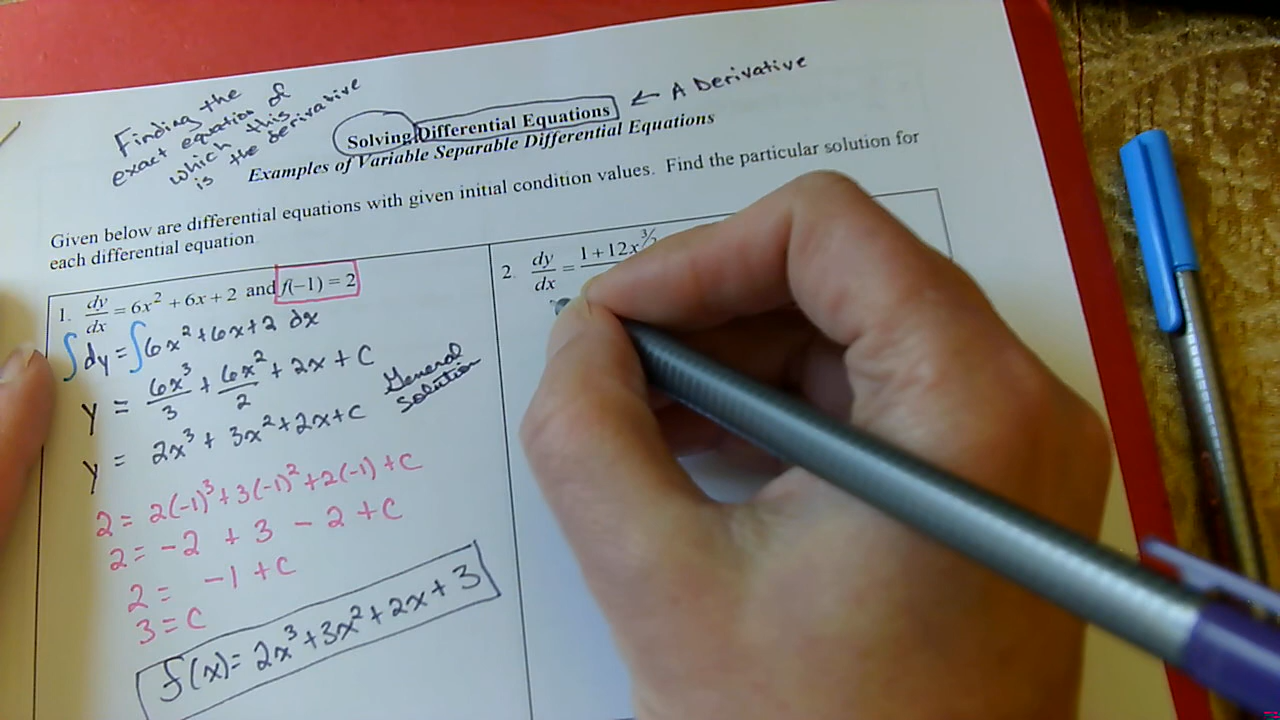 Finding the
exact equation of
which this
is the derivative
Solving Differential Equations ← A Derivative
Examples of Variable Separable Differential Equations
Given below are differential equations with given initial condition values. Find the particular solution for
each differential equation
1. dy/dx = 6x² + 6x + 2 and f(−1) = 2
∫dy = ∫6x² + 6x + 2 dx
y = 6x³/3 + 6x²/2 + 2x + C
General
Solution
y = 2x³ + 3x² + 2x + C
2 = 2(-1)³ + 3(-1)² + 2(-1) + C
2 = -2 + 3 - 2 + C
2 = -1 + C
3 = C
f(x) = 2x³ + 3x² + 2x + 3
2. dy/dx = 1 + 12x